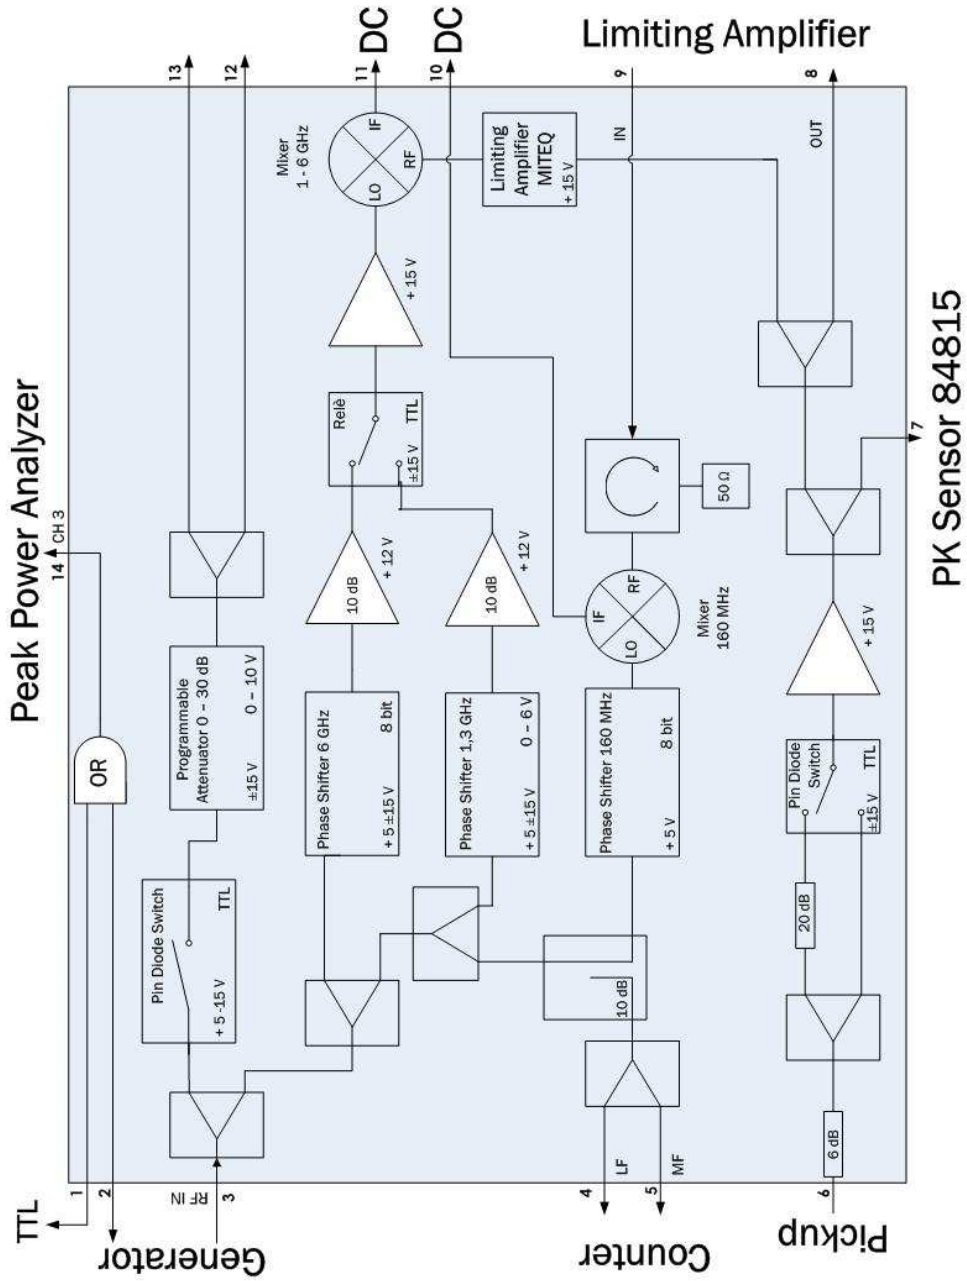 Peak Power Analyzer
DC
DC
Limiting Amplifier
PK Sensor 84815
TTL
Generator
Counter
Pickup
1
2
RF IN
3
4
LF
5
MF
6
7
8
OUT
9
IN
10
11
12
13
14
CH 3
OR
Pin Diode Switch
+ 5 -15 V
TTL
Programmable
Attenuator 0 – 30 dB
±15 V
0 – 10 V
Phase Shifter 6 GHz
+ 5 ±15 V
8 bit
10 dB
+ 12 V
Phase Shifter 1,3 GHz
+ 5 ±15 V
0 – 6 V
10 dB
+ 12 V
Relè
±15 V
TTL
+ 15 V
Mixer
1 - 6 GHz
LO
IF
RF
Limiting
Amplifier
MITEQ
+ 15 V
10 dB
Phase Shifter 160 MHz
+ 5 V
8 bit
LO
IF
RF
Mixer
160 MHz
50 Ω
6 dB
20 dB
Pin Diode
Switch
±15 V
TTL
+ 15 V